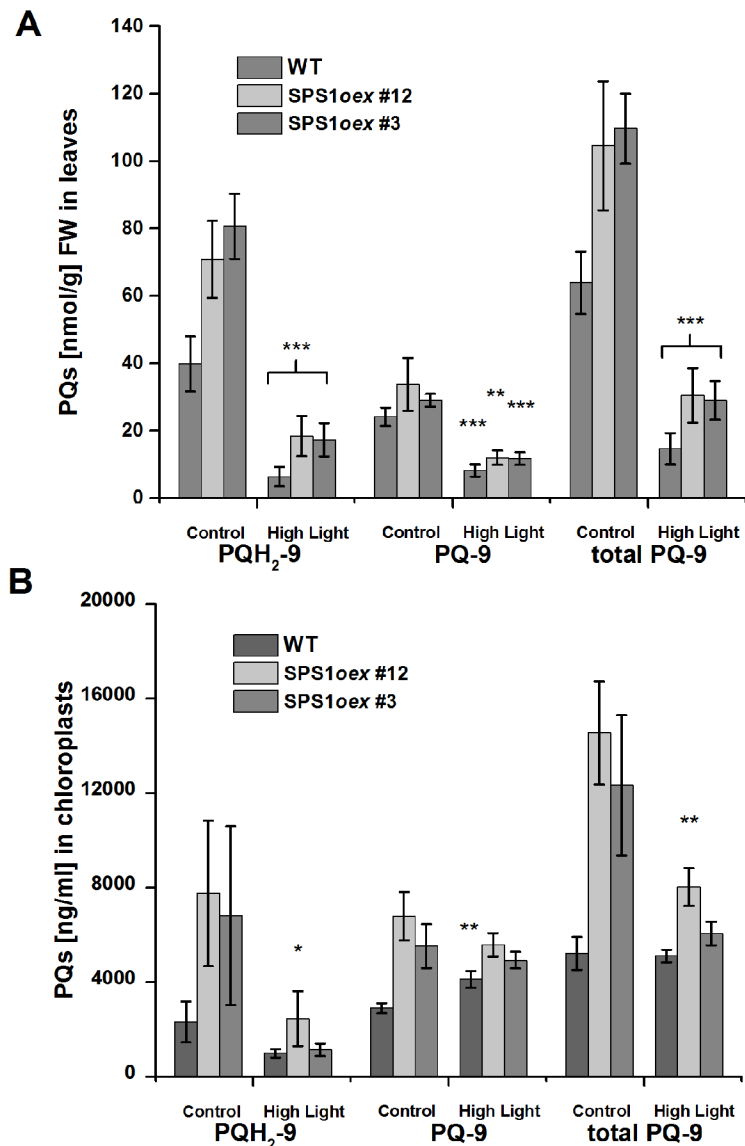 A
PQs [nmol/g] FW in leaves
140
120
100
80
60
40
20
0
WT
SPS1oex #12
SPS1oex #3
***
***
**
***
***
Control High Light Control High Light Control High Light
PQH₂-9 PQ-9 total PQ-9
B
PQs [ng/ml] in chloroplasts
20000
16000
12000
8000
4000
0
WT
SPS1oex #12
SPS1oex #3
*
**
**
Control High Light Control High Light Control High Light
PQH₂-9 PQ-9 total PQ-9